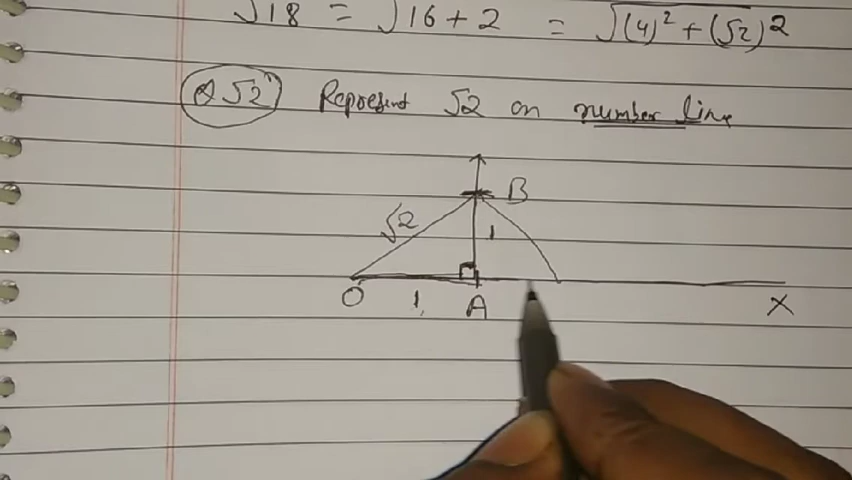 √18 = √16 + 2 = √(4)² + (√2)²
Q √2 Represent √2 on number line
B
√2 1
O 1 A X